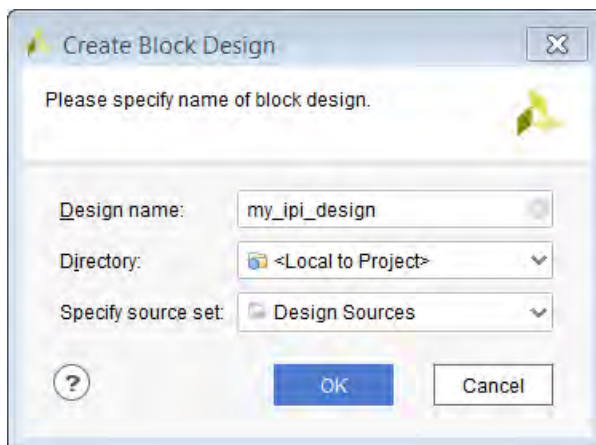 Create Block Design
Please specify name of block design.
Design name: my_ipi_design
Directory: <Local to Project>
Specify source set: Design Sources
? OK Cancel